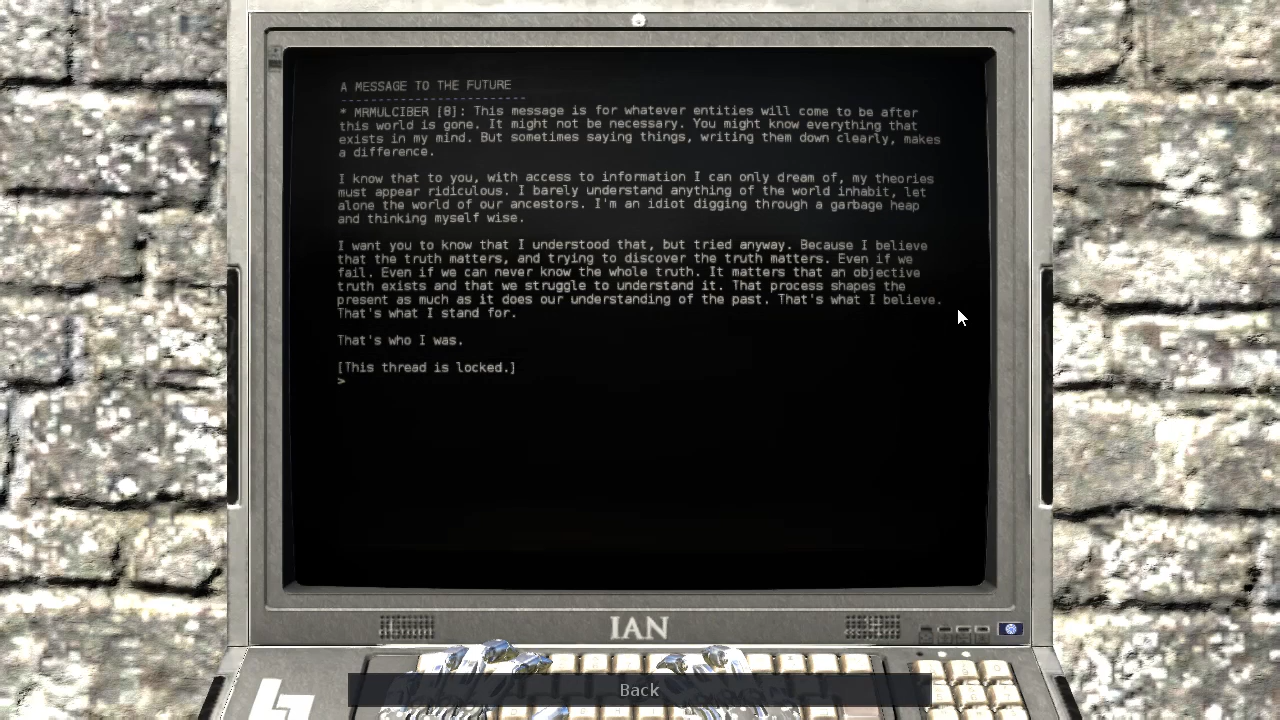 A MESSAGE TO THE FUTURE
-------------------------
* MRMULCIBER [0]: This message is for whatever entities will come to be after
this world is gone. It might not be necessary. You might know everything that
exists in my mind. But sometimes saying things, writing them down clearly, makes
a difference.
I know that to you, with access to information I can only dream of, my theories
must appear ridiculous. I barely understand anything of the world inhabit, let
alone the world of our ancestors. I'm an idiot digging through a garbage heap
and thinking myself wise.
I want you to know that I understood that, but tried anyway. Because I believe
that the truth matters, and trying to discover the truth matters. Even if we
fail. Even if we can never know the whole truth. It matters that an objective
truth exists and that we struggle to understand it. That process shapes the
present as much as it does our understanding of the past. That's what I believe.
That's what I stand for.
That's who I was.
[This thread is locked.]
>
IAN
Back